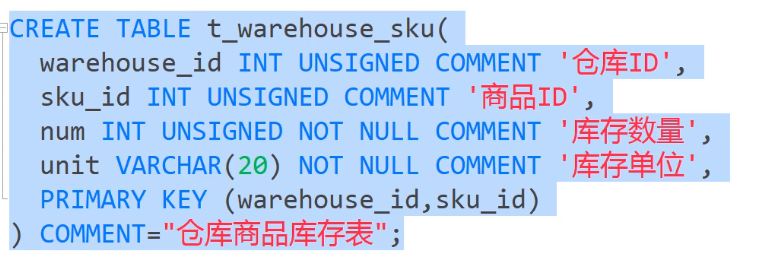 CREATE TABLE t_warehouse_sku(
warehouse_id INT UNSIGNED COMMENT '仓库ID',
sku_id INT UNSIGNED COMMENT '商品ID',
num INT UNSIGNED NOT NULL COMMENT '库存数量',
unit VARCHAR(20) NOT NULL COMMENT '库存单位',
PRIMARY KEY (warehouse_id,sku_id)
) COMMENT="仓库商品库存表";